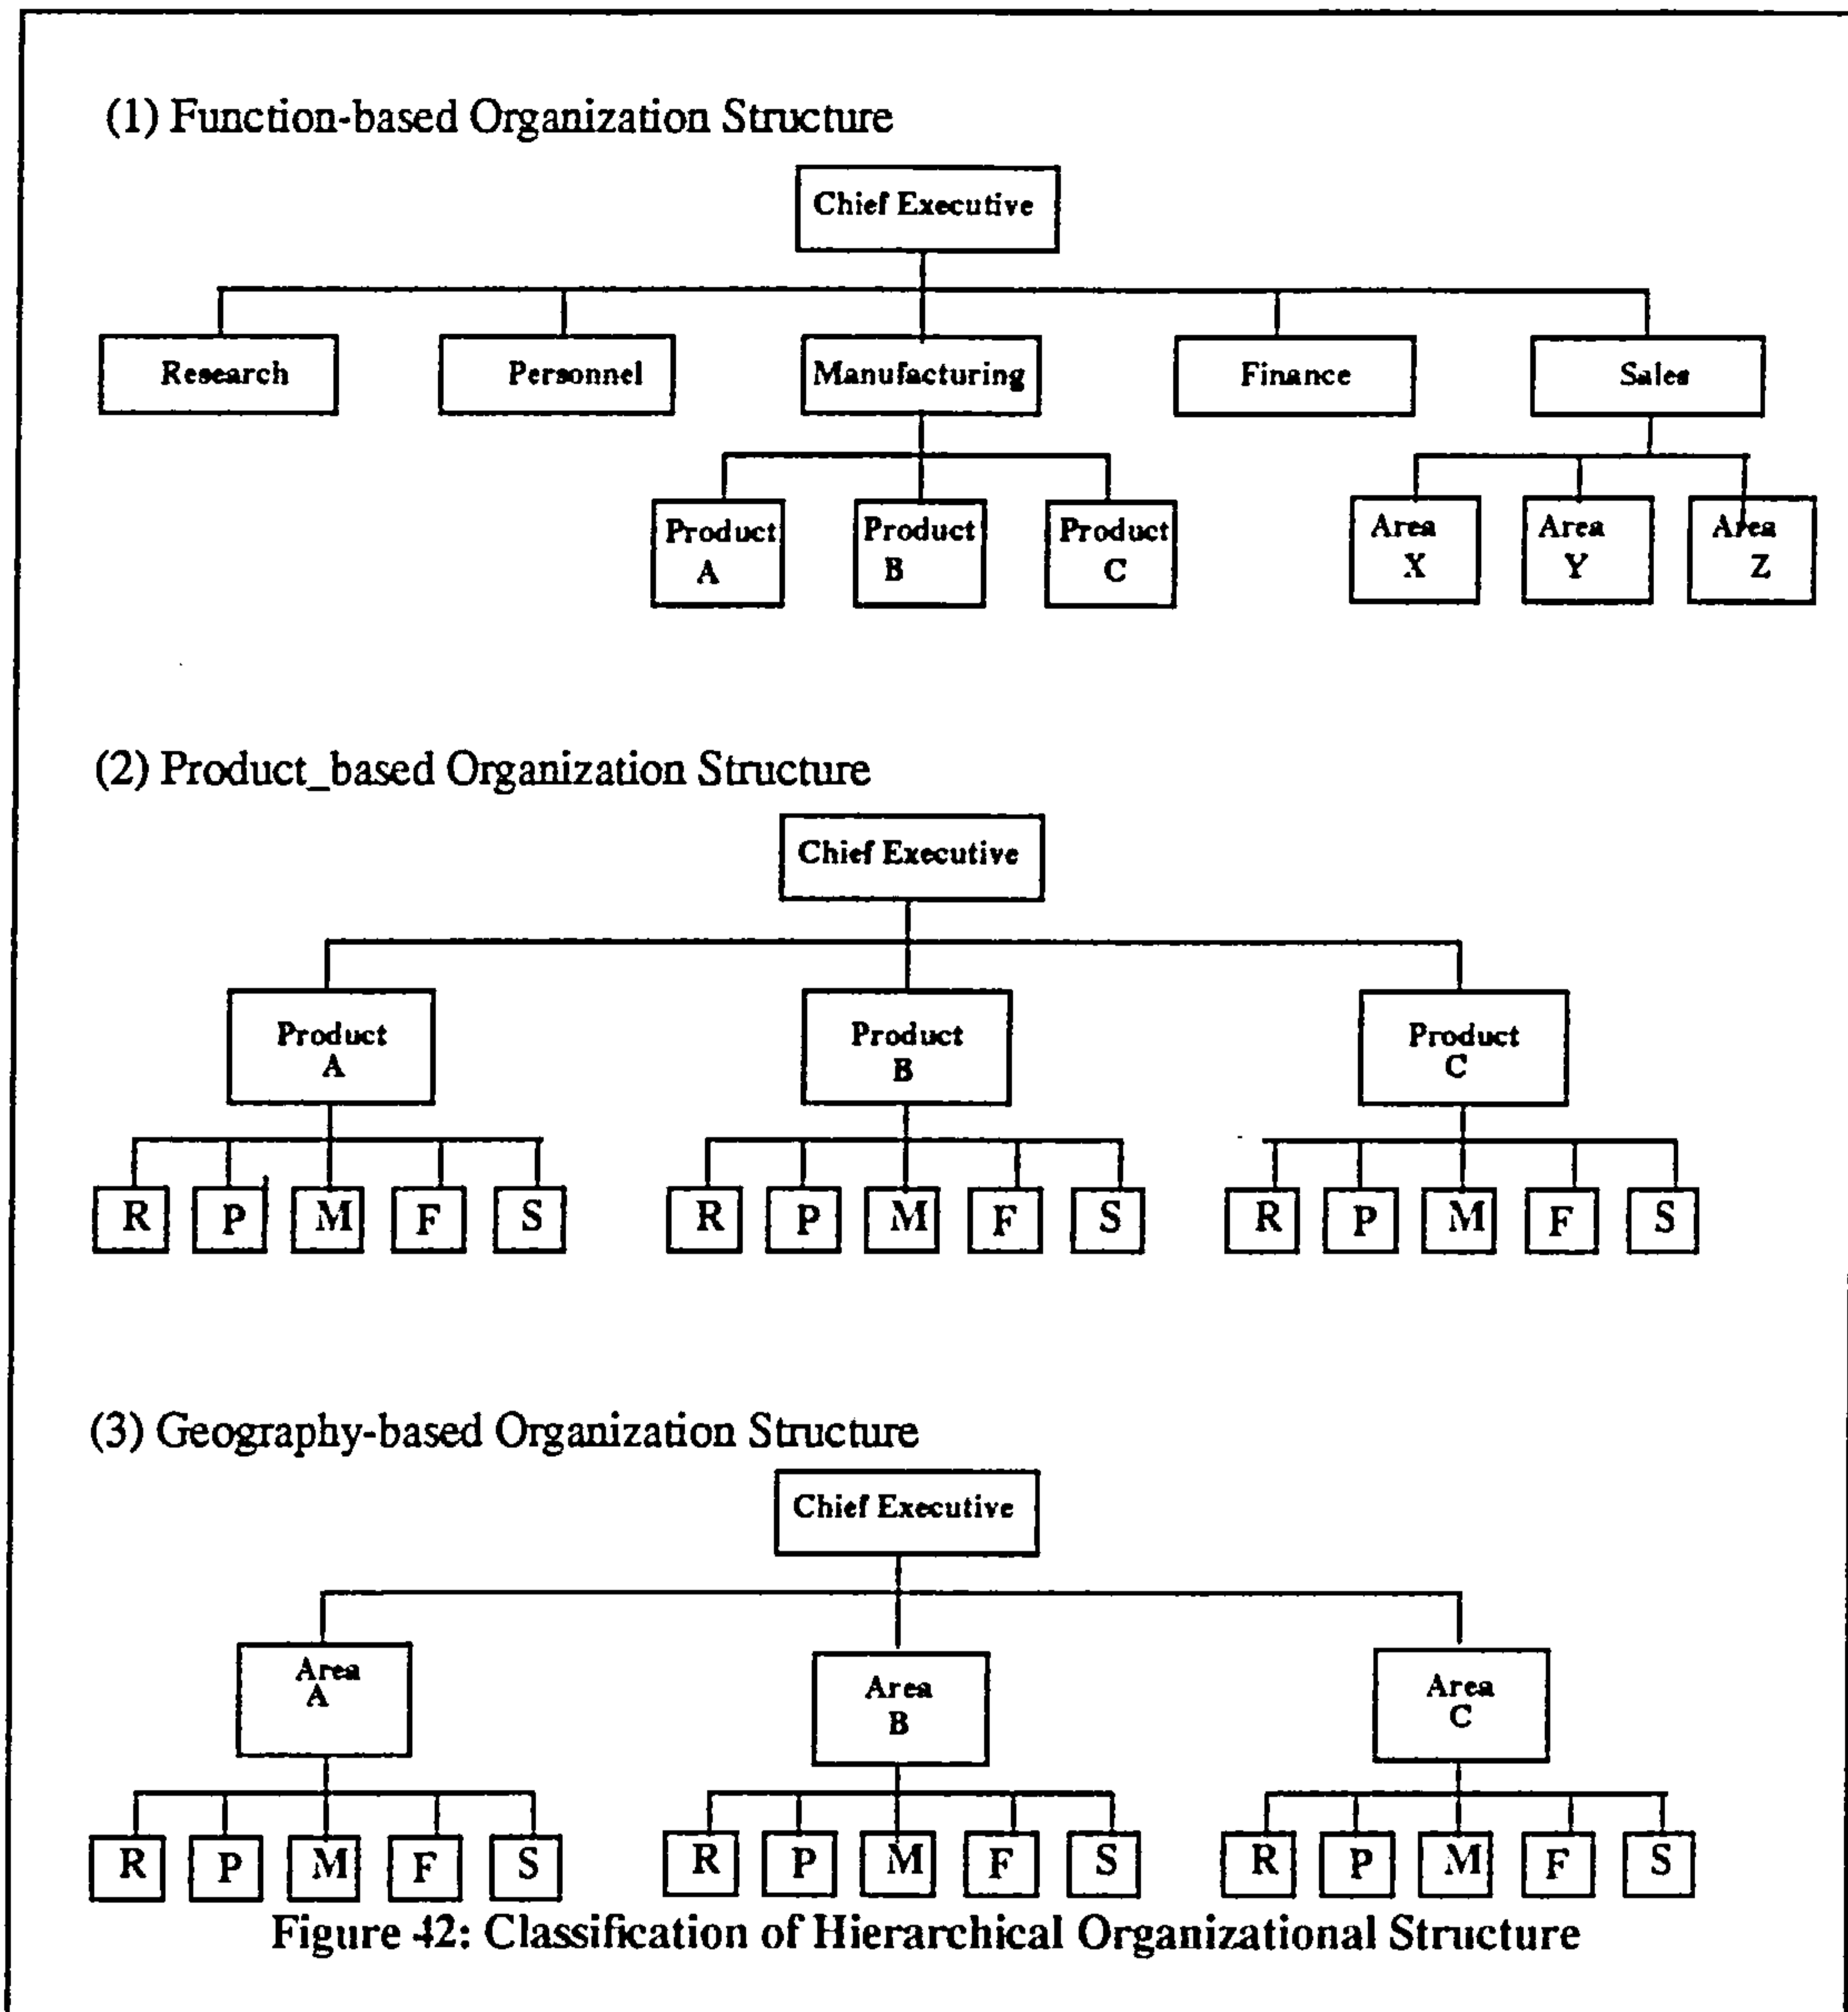 (1) Function-based Organization Structure
Chief Executive
Research Personnel Manufacturing Finance Sales
Product Product Product Area Area Area
A B C X Y Z
(2) Product_based Organization Structure
Chief Executive
Product Product Product
A B C
R P M F S R P M F S R P M F S
(3) Geography-based Organization Structure
Chief Executive
Area Area Area
A B C
R P M F S R P M F S R P M F S
Figure 42: Classification of Hierarchical Organizational Structure